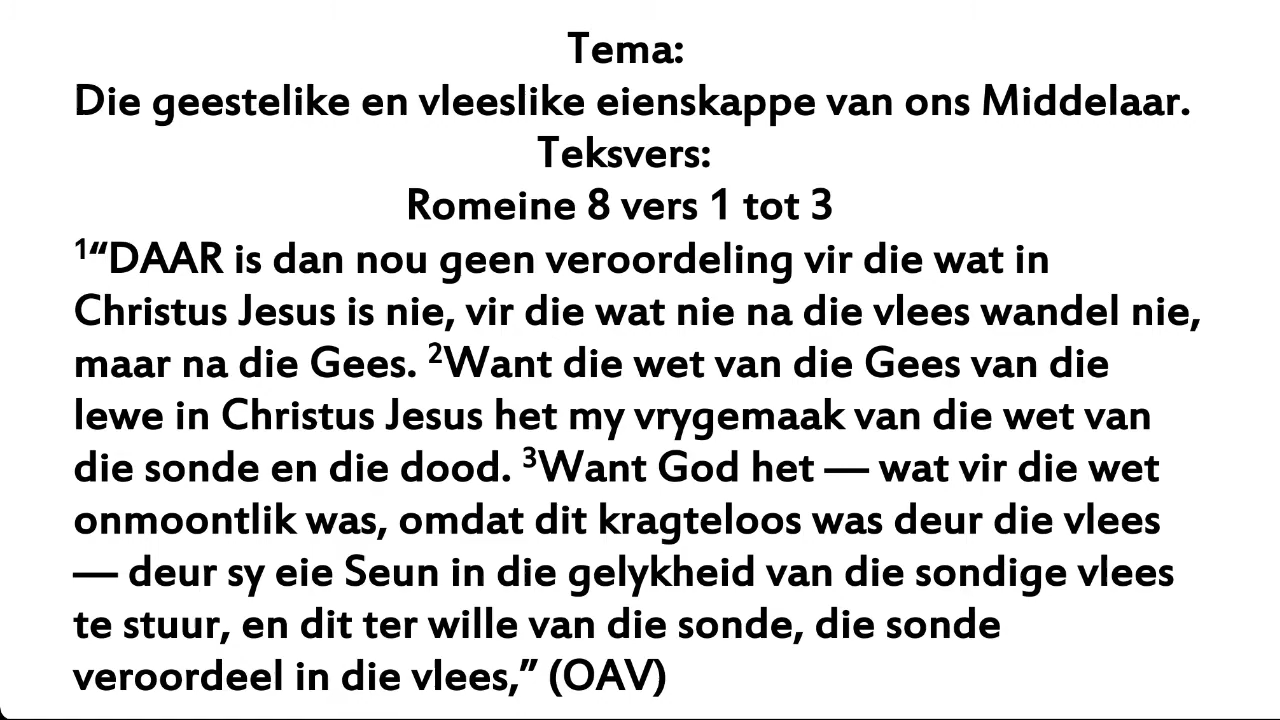 Tema:
Die geestelike en vleeslike eienskappe van ons Middelaar.
Teksvers:
Romeine 8 vers 1 tot 3
¹“DAAR is dan nou geen veroordeling vir die wat in
Christus Jesus is nie, vir die wat nie na die vlees wandel nie,
maar na die Gees. ²Want die wet van die Gees van die
lewe in Christus Jesus het my vrygemaak van die wet van
die sonde en die dood. ³Want God het — wat vir die wet
onmoontlik was, omdat dit kragteloos was deur die vlees
— deur sy eie Seun in die gelykheid van die sondige vlees
te stuur, en dit ter wille van die sonde, die sonde
veroordeel in die vlees,” (OAV)